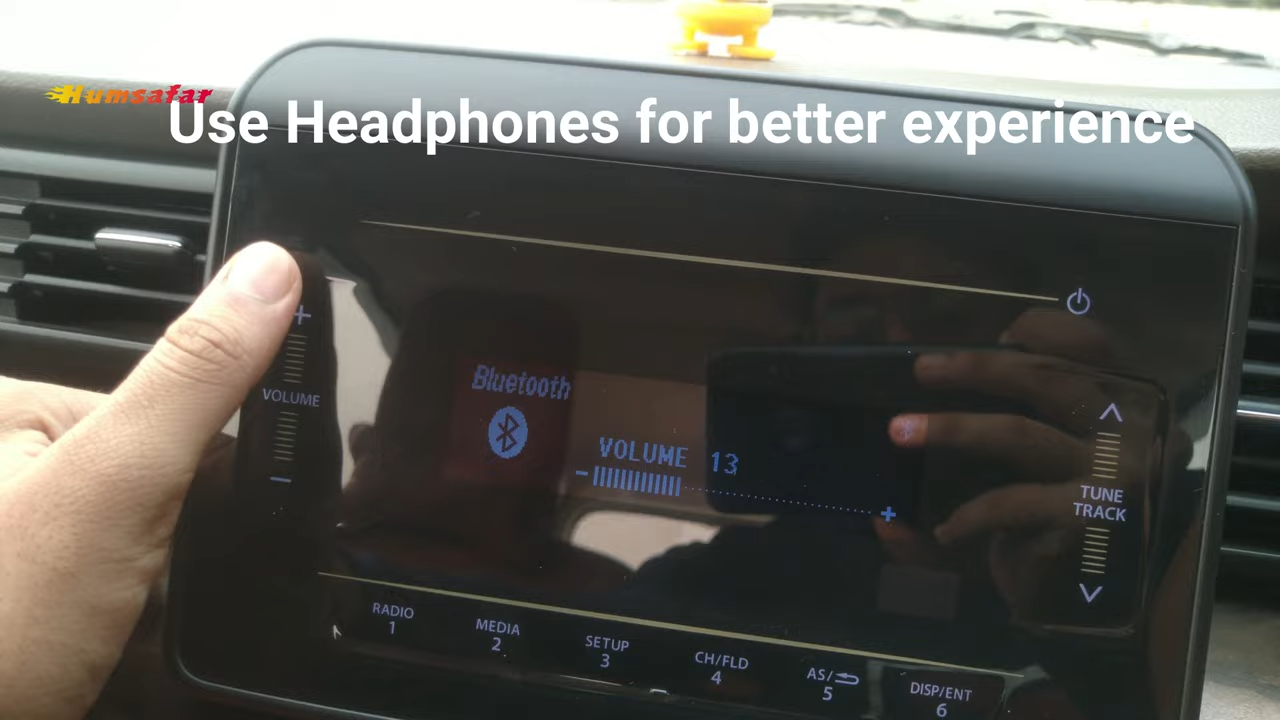 Humsafar
Use Headphones for better experience
+
VOLUME
−
Bluetooth
VOLUME 13
− +
TUNE
TRACK
RADIO
1
MEDIA
2
SETUP
3
CH/FLD
4
AS/
5
DISP/ENT
6